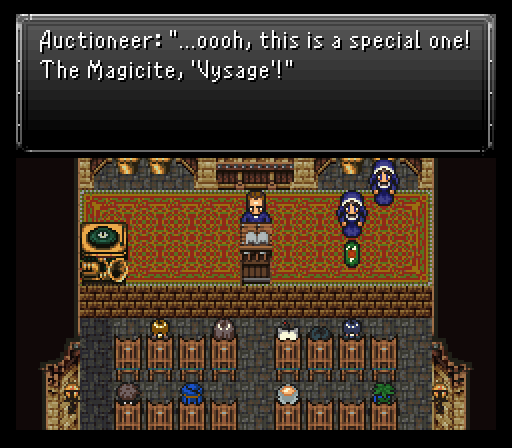 Auctioneer: "...oooh, this is a special one!
The Magicite, 'Vysage'!"